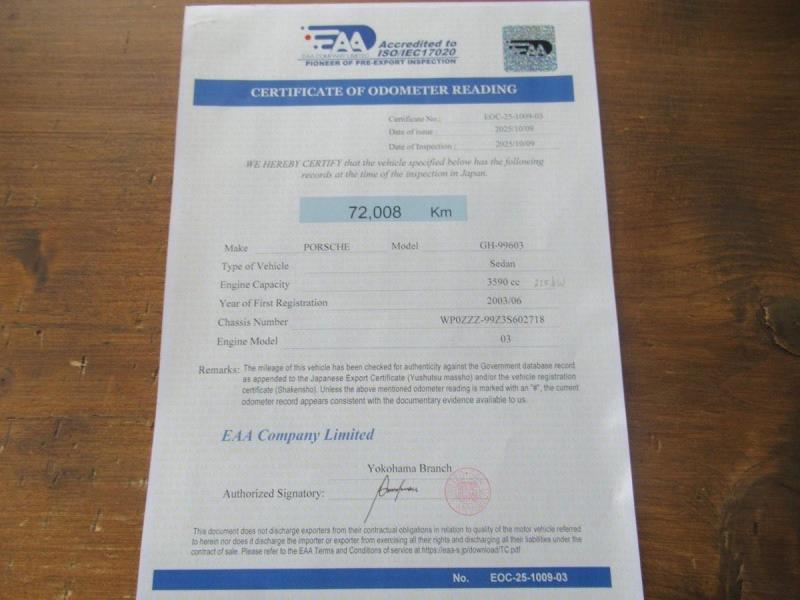 EAA
EAA COMPANY LIMITED
Accredited to
ISO/IEC17020
PIONEER OF PRE-EXPORT INSPECTION
EAA
CERTIFICATE OF ODOMETER READING
Certificate No.: EOC-25-1009-03
Date of issue: 2025/10/09
Date of Inspection: 2025/10/09
WE HEREBY CERTIFY that the vehicle specified below has the following
records at the time of the inspection in Japan.
72,008 Km
Make PORSCHE Model GH-99603
Type of Vehicle Sedan
Engine Capacity 3590 cc
Year of First Registration 2003/06
Chassis Number WP0ZZZ-99Z3S602718
Engine Model 03
Remarks: The mileage of this vehicle has been checked for authenticity against the Government database record
as appended to the Japanese Export Certificate (Yushutsu massho) and/or the vehicle registration
certificate (Shakensho). Unless the above mentioned odometer reading is marked with an "#", the current
odometer record appears consistent with the documentary evidence available to us.
EAA Company Limited
Yokohama Branch
Authorized Signatory:
This document does not discharge exporters from their contractual obligations in relation to quality of the motor vehicle referred
to herein nor does it discharge the importer or exporter from exercising all their rights and discharging all their liabilities under the
contract of sale. Please refer to the EAA Terms and Conditions of service at https://eaa-s.jp/download/TC.pdf
No. EOC-25-1009-03